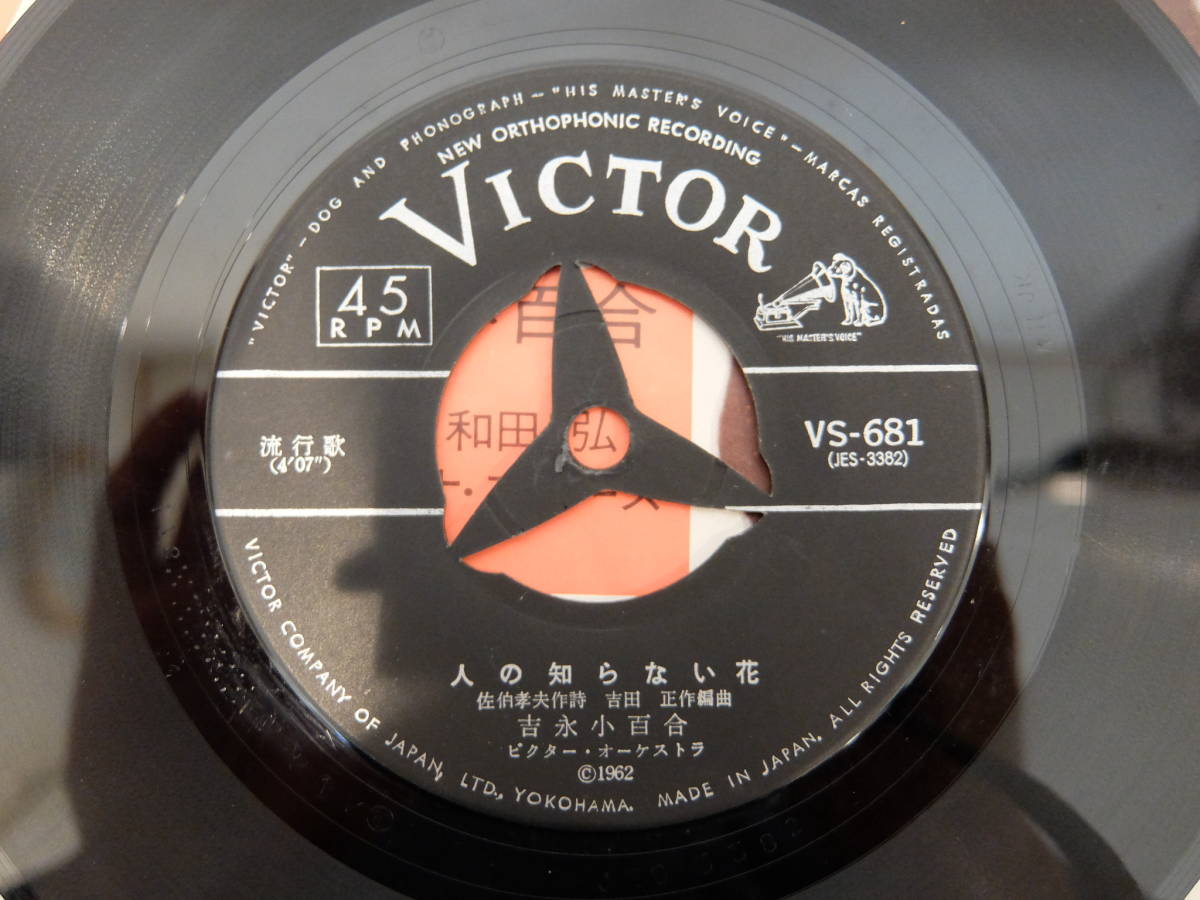 "VICTOR"–DOG AND PHONOGRAPH–"HIS MASTER'S VOICE"–MARCAS REGISTRADAS
NEW ORTHOPHONIC RECORDING
VICTOR
45
RPM
"HIS MASTER'S VOICE"
百合
和田 弘
流行歌
(4'07")
VS-681
(JES-3382)
人の知らない花
佐伯孝夫作詩 吉田 正作編曲
吉永小百合
ビクター・オーケストラ
©1962
VICTOR COMPANY OF JAPAN, LTD., YOKOHAMA. MADE IN JAPAN, ALL RIGHTS RESERVED